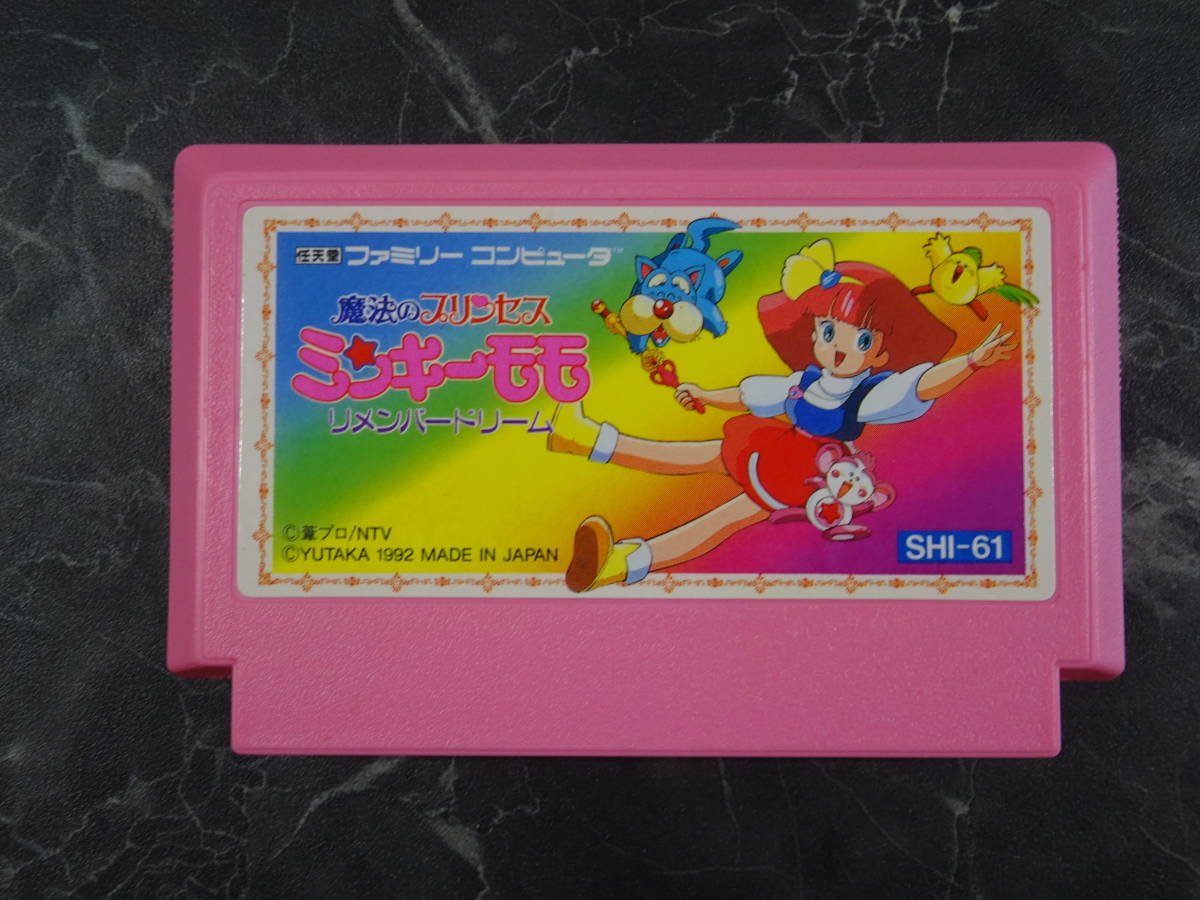 任天堂 ファミリー コンピュータ™
魔法のプリンセス
ミンキーモモ
リメンバードリーム
©葦プロ/NTV
©YUTAKA 1992 MADE IN JAPAN
SHI-61